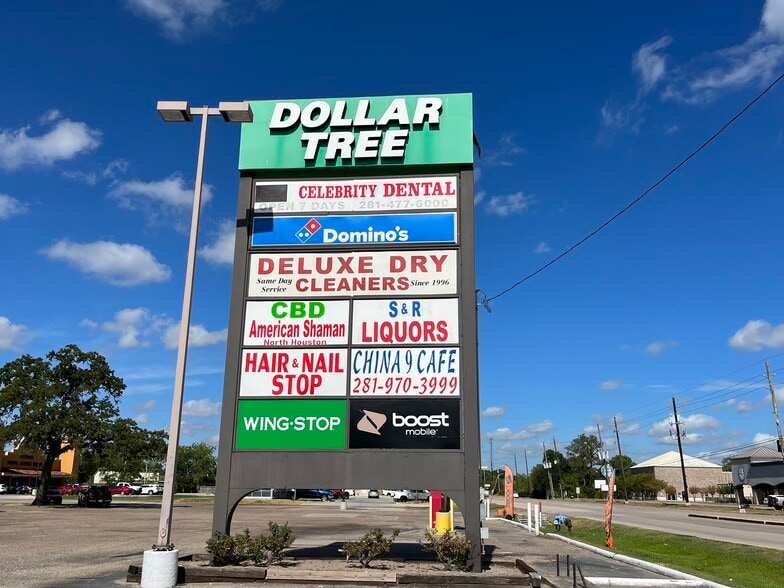 DOLLAR
TREE
CELEBRITY DENTAL
OPEN 7 DAYS 281-477-6000
Domino's
DELUXE DRY
Same Day Service CLEANERS Since 1996
CBD
American Shaman
North Houston
S & R
LIQUORS
HAIR & NAIL
STOP
CHINA 9 CAFE
281-970-3999
WING·STOP
boost
mobile